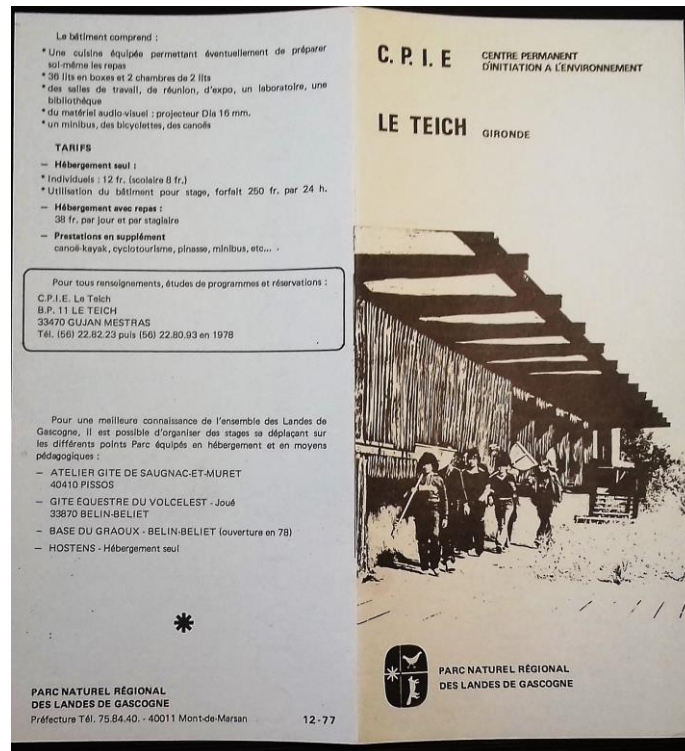 Le bâtiment comprend :
* Une cuisine équipée permettant éventuellement de préparer
soi-même les repas
* 36 lits en boxes et 2 chambres de 2 lits
* des salles de travail, de réunion, d'expo, un laboratoire, une
bibliothèque
* du matériel audio-visuel : projecteur Dia 16 mm.
* un minibus, des bicyclettes, des canoës
TARIFS
— Hébergement seul :
* Individuels : 12 fr. (scolaire 8 fr.)
* Utilisation du bâtiment pour stage, forfait 250 fr. par 24 h.
— Hébergement avec repas :
38 fr. par jour et par stagiaire
— Prestations en supplément
canoë-kayak, cyclotourisme, pinasse, minibus, etc...
Pour tous renseignements, études de programmes et réservations :
C.P.I.E. Le Teich
B.P. 11 LE TEICH
33470 GUJAN MESTRAS
Tél. (56) 22.82.23 puis (56) 22.80.93 en 1978
Pour une meilleure connaissance de l'ensemble des Landes de
Gascogne, il est possible d'organiser des stages se déplaçant sur
les différents points Parc équipés en hébergement et en moyens
pédagogiques :
— ATELIER GITE DE SAUGNAC-ET-MURET
40410 PISSOS
— GITE ÉQUESTRE DU VOLCELEST - Joué
33870 BELIN-BELIET
— BASE DU GRAOUX - BELIN-BELIET (ouverture en 78)
— HOSTENS - Hébergement seul
PARC NATUREL RÉGIONAL
DES LANDES DE GASCOGNE
Préfecture Tél. 75.84.40. - 40011 Mont-de-Marsan 12-77
C. P. I. E CENTRE PERMANENT
D'INITIATION A L'ENVIRONNEMENT
LE TEICH GIRONDE
PARC NATUREL RÉGIONAL
DES LANDES DE GASCOGNE